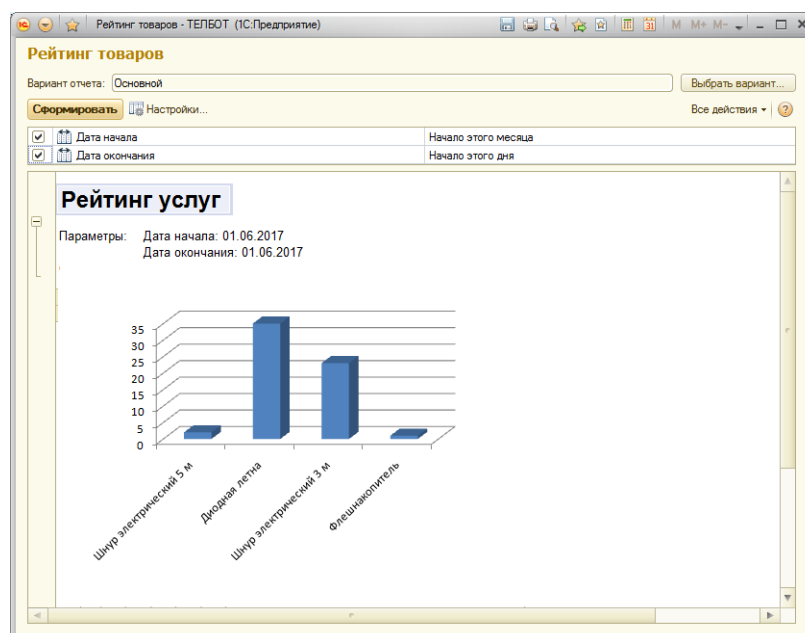 Рейтинг товаров - ТЕЛБОТ (1С:Предприятие)
M M+ M-
Рейтинг товаров
Вариант отчета: Основной Выбрать вариант...
Сформировать Настройки... Все действия ?
Дата начала Начало этого месяца
Дата окончания Начало этого дня
Рейтинг услуг
Параметры: Дата начала: 01.06.2017
Дата окончания: 01.06.2017
35
30
25
20
15
10
5
0
Шнур электрический 5 м
Диодная летна
Шнур электрический 3 м
Флешнакопитель